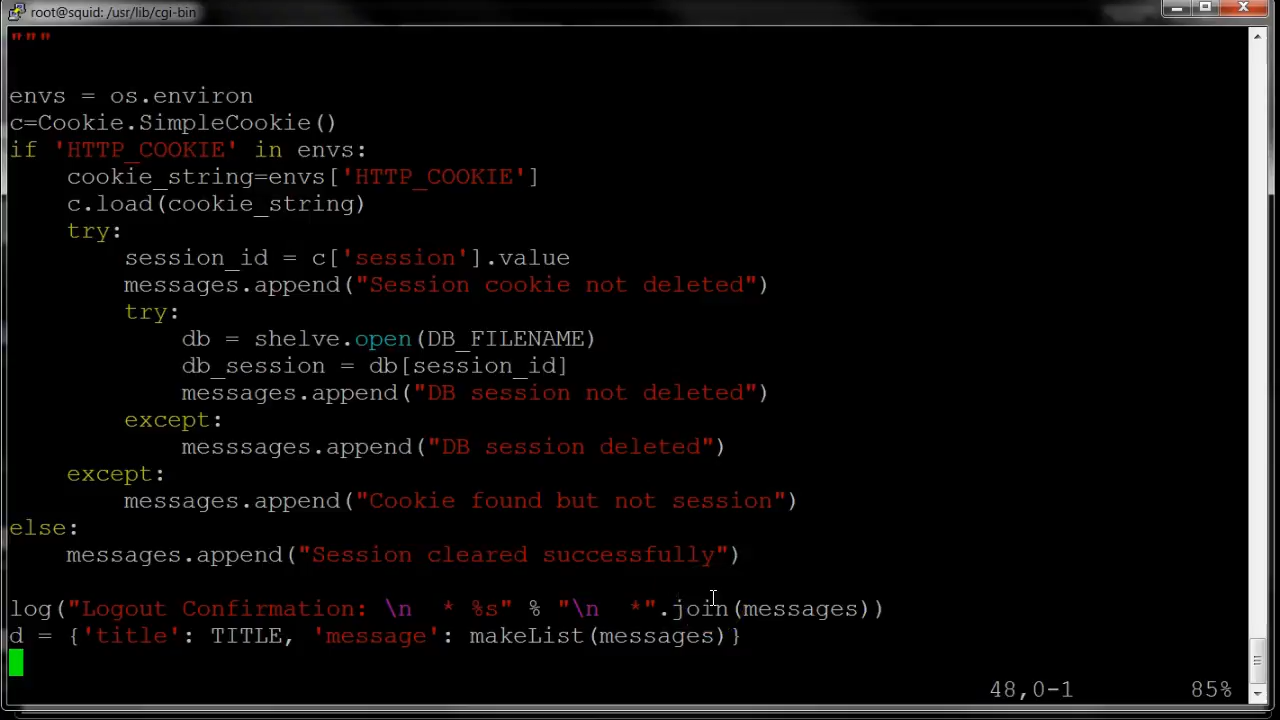 root@squid: /usr/lib/cgi-bin
"""
envs = os.environ
c=Cookie.SimpleCookie()
if 'HTTP_COOKIE' in envs:
    cookie_string=envs['HTTP_COOKIE']
    c.load(cookie_string)
    try:
        session_id = c['session'].value
        messages.append("Session cookie not deleted")
        try:
            db = shelve.open(DB_FILENAME)
            db_session = db[session_id]
            messages.append("DB session not deleted")
        except:
            messsages.append("DB session deleted")
    except:
        messages.append("Cookie found but not session")
else:
    messages.append("Session cleared successfully")
log("Logout Confirmation: \n  * %s" % "\n  *".join(messages))
d = {'title': TITLE, 'message': makeList(messages)}
48,0-1 85%